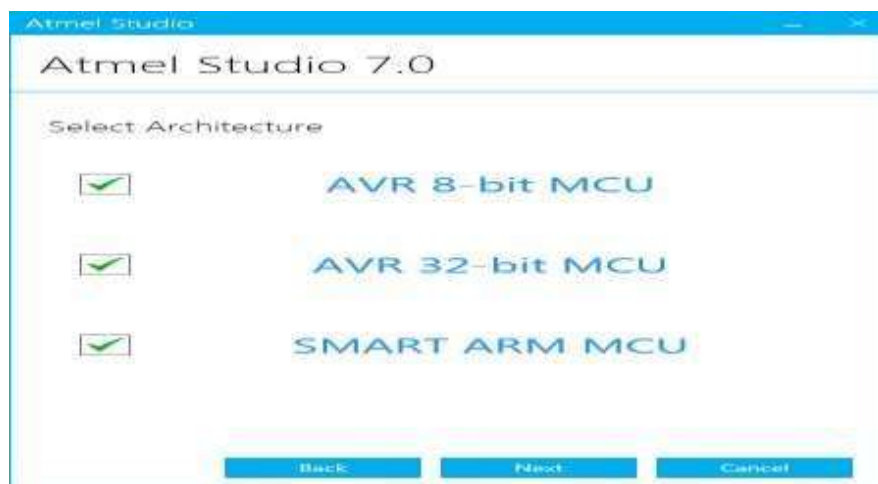 Atmel Studio
Atmel Studio 7.0
Select Architecture
AVR 8-bit MCU
AVR 32-bit MCU
SMART ARM MCU
Back Next Cancel